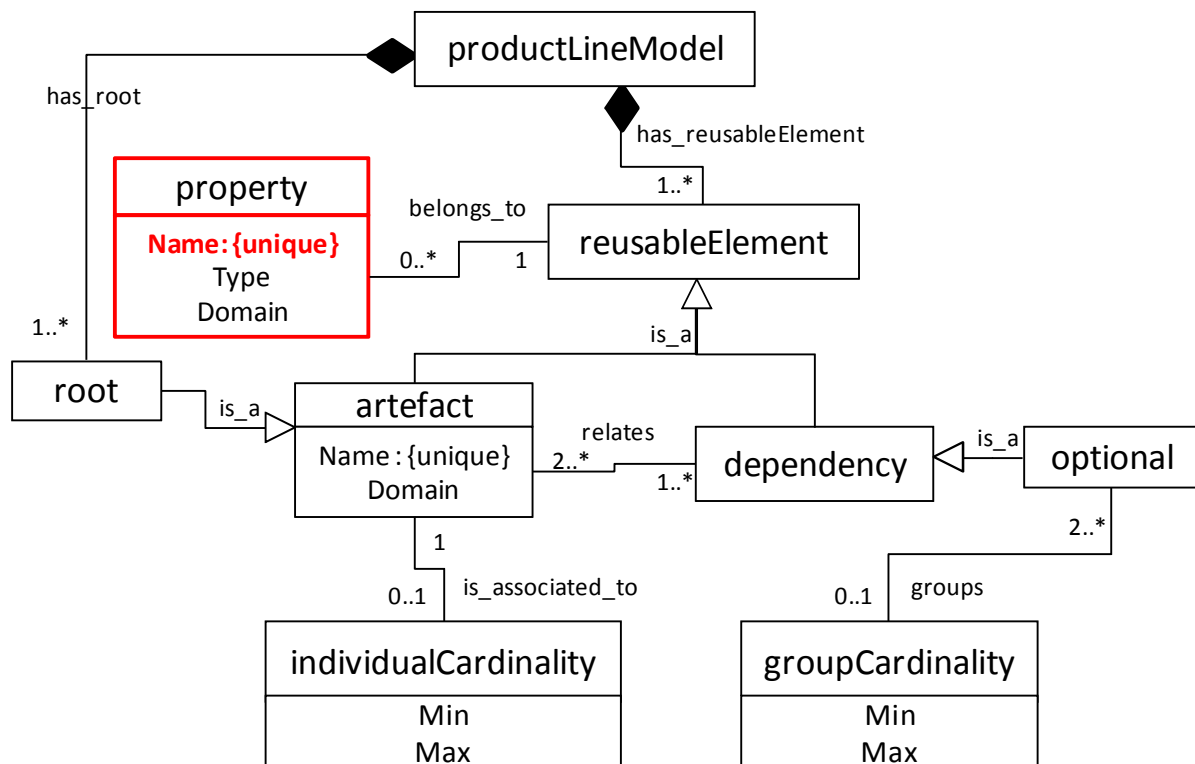 productLineModel
has_root
has_reusableElement
1..*
property
Name:{unique}
Type
Domain
belongs_to
0..*
1
reusableElement
1..*
root
is_a
is_a
artefact
Name : {unique}
Domain
relates
2..*
1..*
dependency
is_a
optional
1
0..1
is_associated_to
2..*
0..1
groups
individualCardinality
Min
Max
groupCardinality
Min
Max